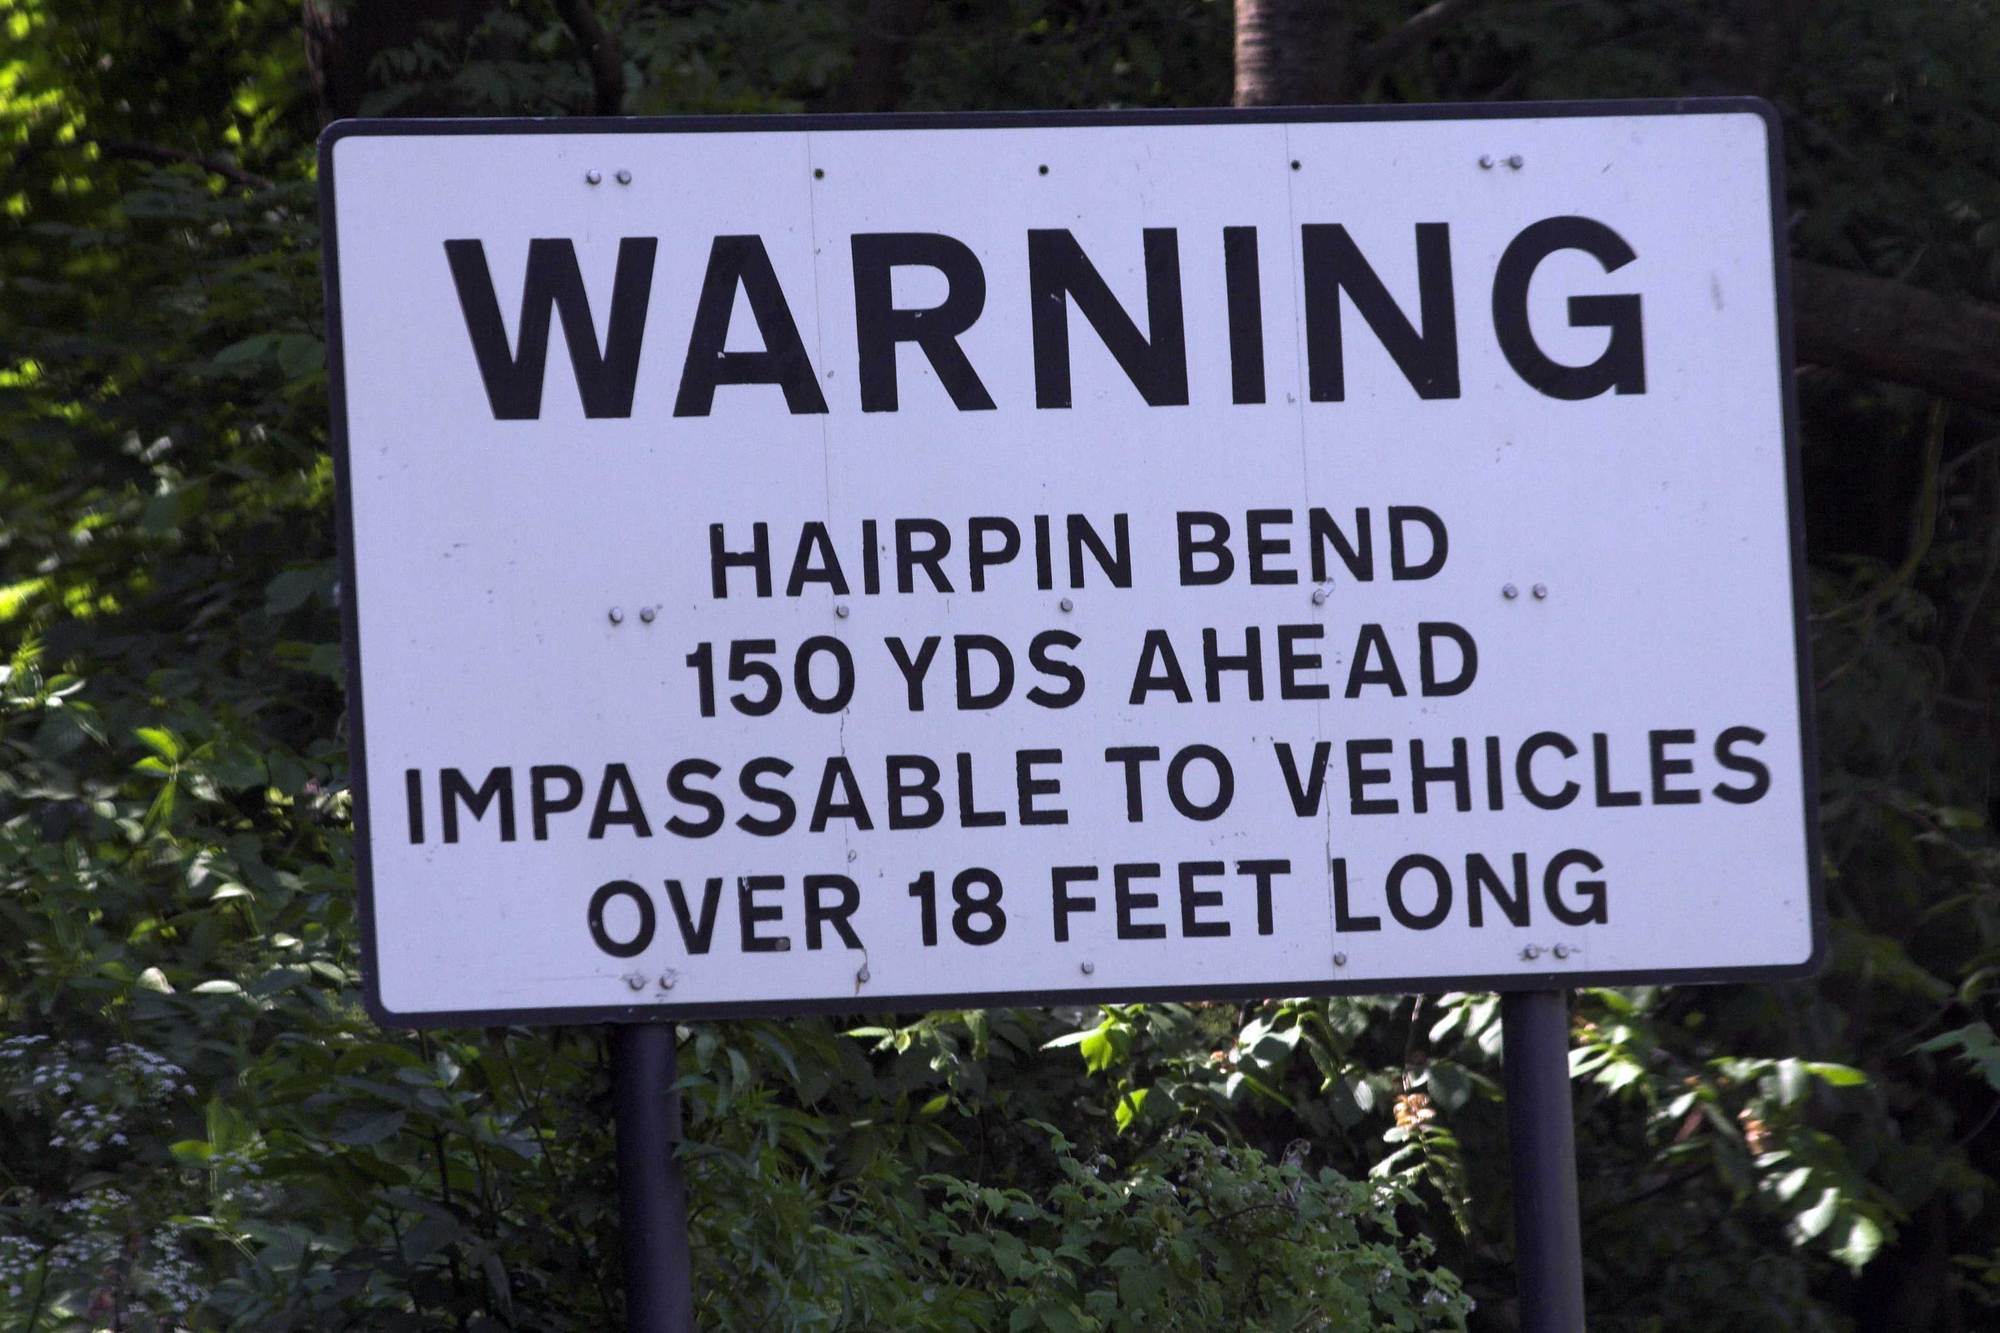 WARNING
HAIRPIN BEND
150 YDS AHEAD
IMPASSABLE TO VEHICLES
OVER 18 FEET LONG